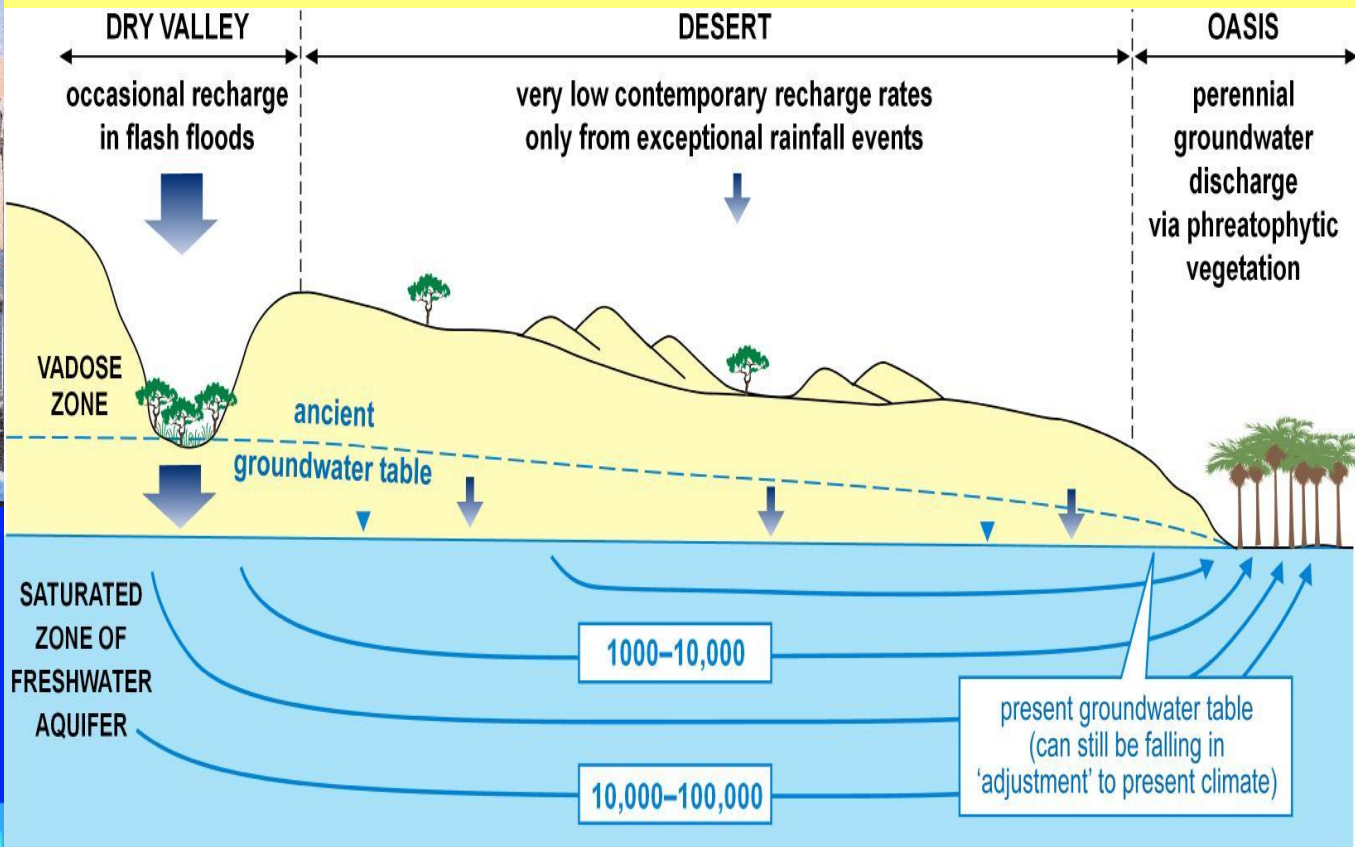 DRY VALLEY
DESERT
OASIS
occasional recharge
in flash floods
very low contemporary recharge rates
only from exceptional rainfall events
perennial
groundwater
discharge
via phreatophytic
vegetation
VADOSE
ZONE
ancient
groundwater table
SATURATED
ZONE OF
FRESHWATER
AQUIFER
1000–10,000
10,000–100,000
present groundwater table
(can still be falling in
‘adjustment’ to present climate)